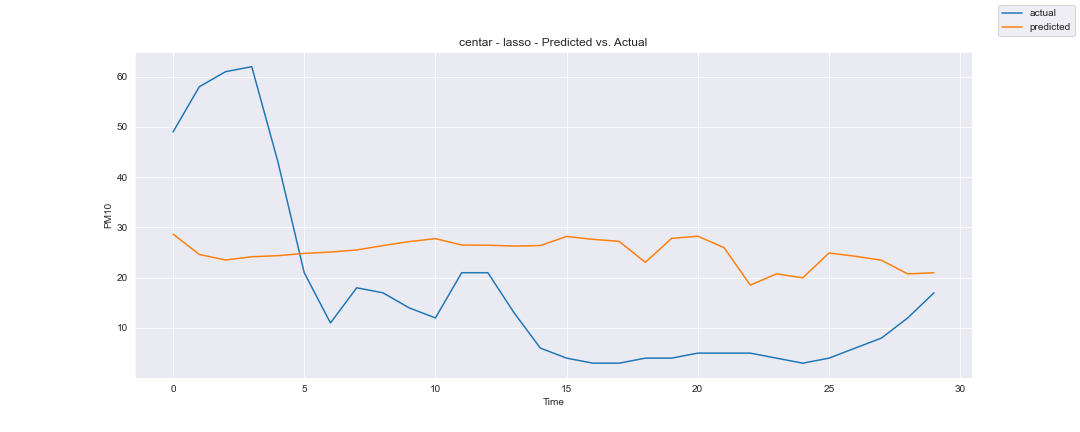 actual
predicted
centar - lasso - Predicted vs. Actual
60
50
40
30
20
10
PM10
0 5 10 15 20 25 30
Time